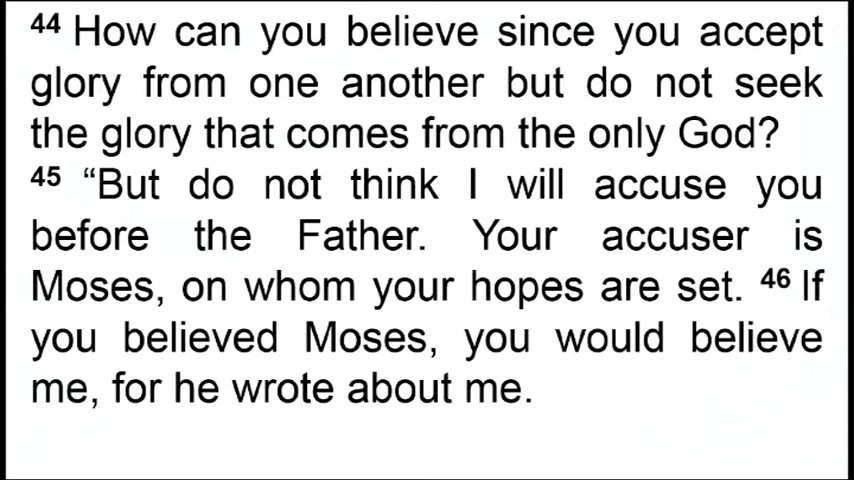 44 How can you believe since you accept
glory from one another but do not seek
the glory that comes from the only God?
45 “But do not think I will accuse you
before the Father. Your accuser is
Moses, on whom your hopes are set. 46 If
you believed Moses, you would believe
me, for he wrote about me.